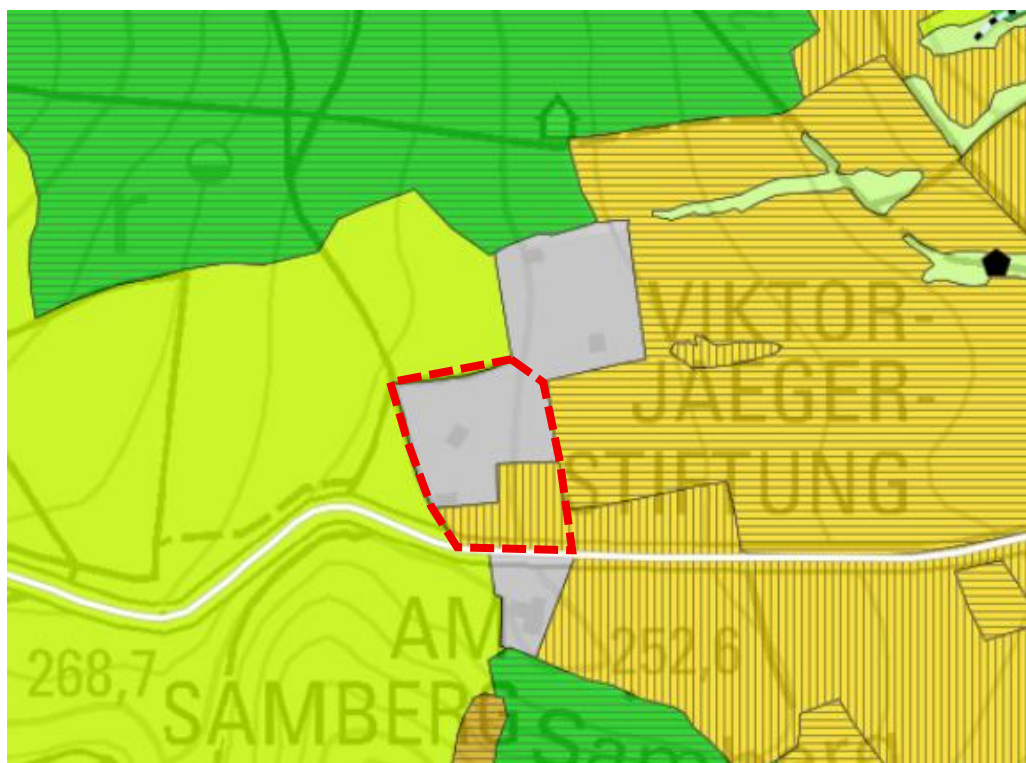 r
VIKTOR-
JAEGER-
STIFTUNG
AM
252,6
268,7
SAMBERG